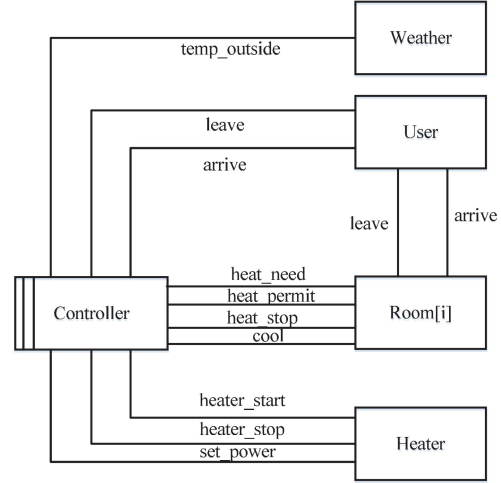 Weather
temp_outside
User
leave
arrive
leave
arrive
Controller
heat_need
heat_permit
heat_stop
cool
Room[i]
heater_start
heater_stop
set_power
Heater